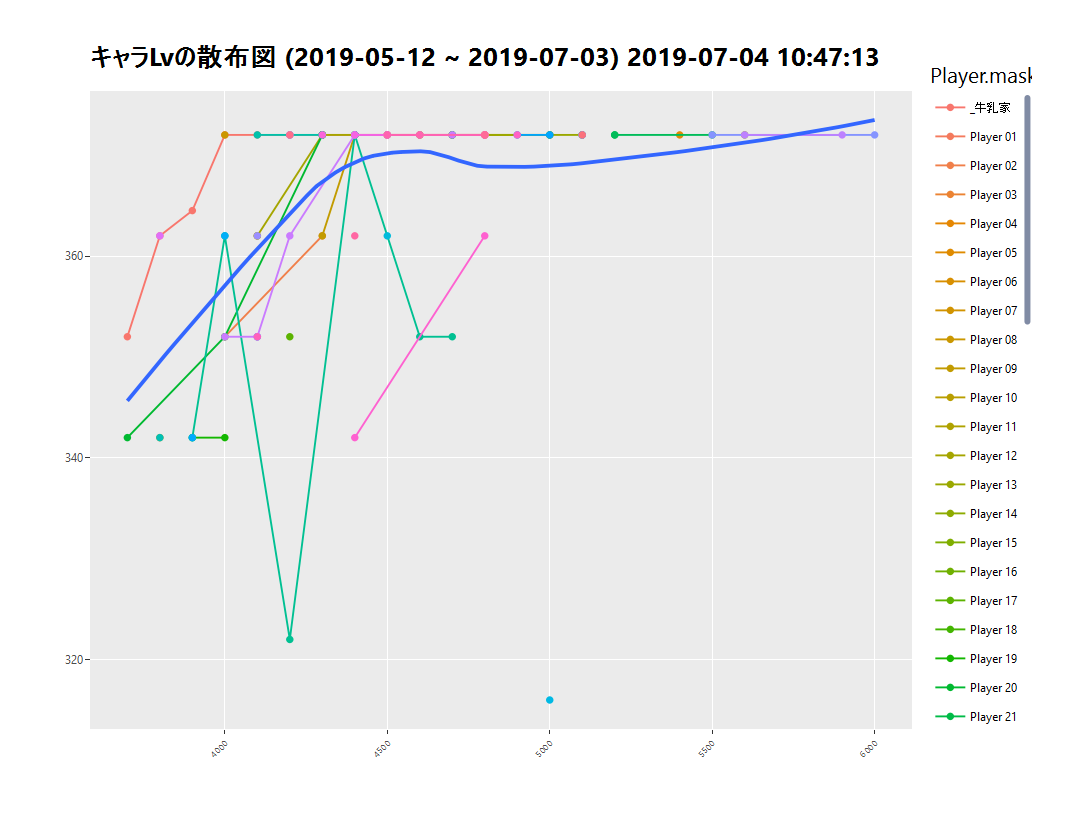 キャラLvの散布図 (2019-05-12 ~ 2019-07-03) 2019-07-04 10:47:13
Player.mask
_牛乳家
Player 01
Player 02
Player 03
Player 04
Player 05
Player 06
Player 07
Player 08
Player 09
Player 10
Player 11
Player 12
Player 13
Player 14
Player 15
Player 16
Player 17
Player 18
Player 19
Player 20
Player 21
360
340
320
4000
4500
5000
5500
6000